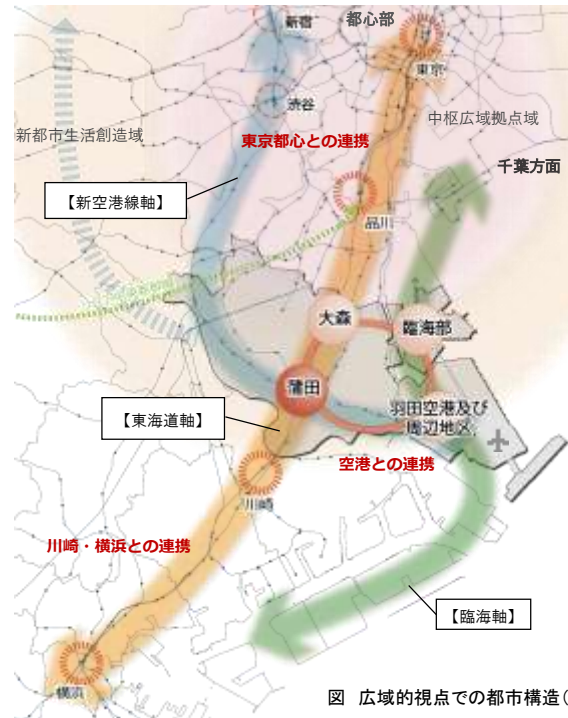 新宿
都心部
東京
渋谷
新都市生活創造域
中枢広域拠点域
東京都心との連携
千葉方面
【新空港線軸】
品川
大森
臨海部
蒲田
羽田空港及び
周辺地区
【東海道軸】
空港との連携
川崎
川崎・横浜との連携
【臨海軸】
横浜
図 広域的視点での都市構造(